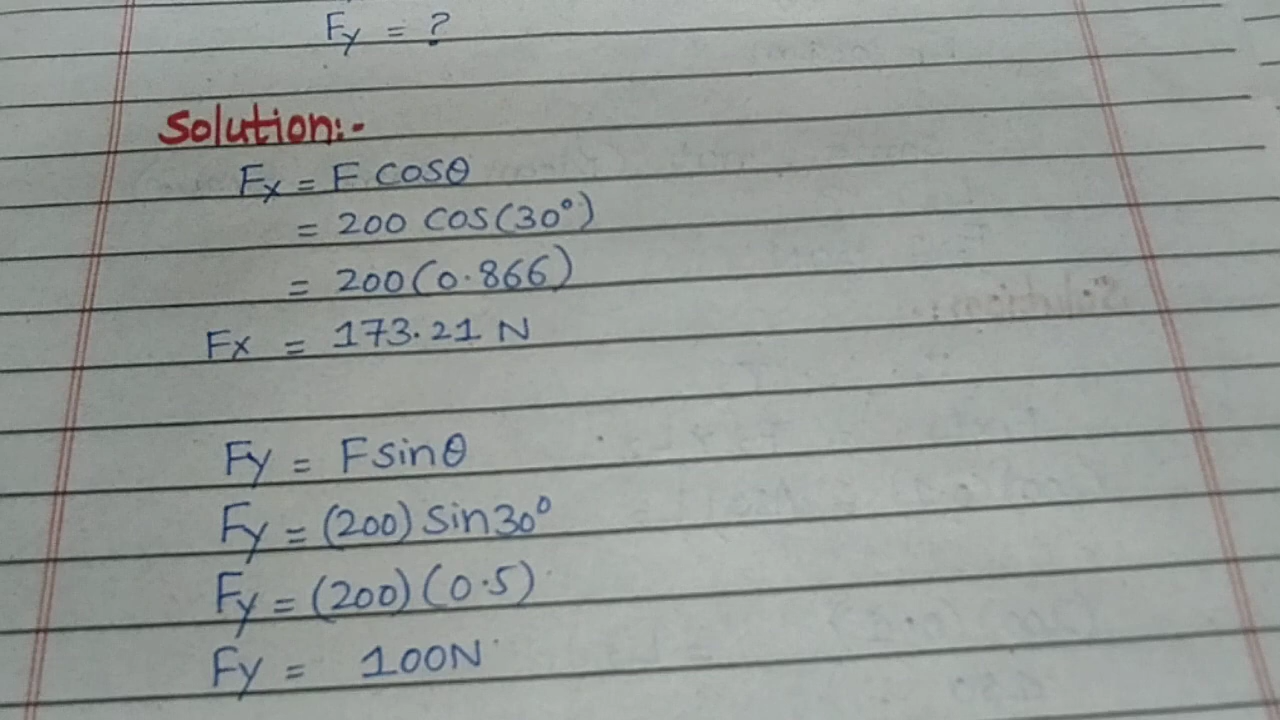 Fy = ?
Solution:-
Fx = F cosθ
= 200 cos(30°)
= 200(0.866)
Fx = 173.21 N
Fy = Fsinθ
Fy = (200) Sin30°
Fy = (200) (0.5)
Fy = 100N